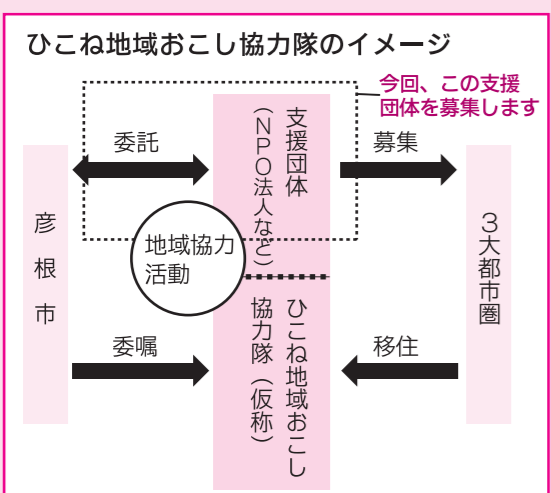 ひこね地域おこし協力隊のイメージ
今回、この支援
団体を募集します
委託
支援団体
（ＮＰＯ法人など）
募集
彦根市
地域協力
活動
３大都市圏
委嘱
ひこね地域おこし
協力隊（仮称）
移住